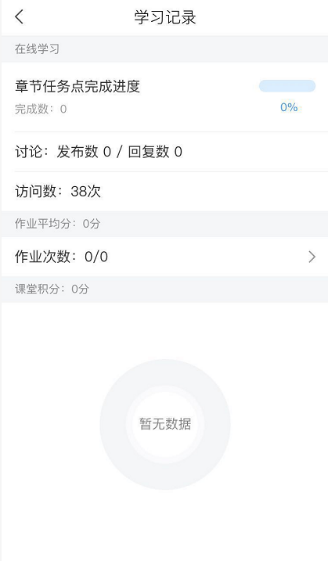 学习记录
在线学习
章节任务点完成进度
完成数：0
0%
讨论：发布数 0 / 回复数 0
访问数：38次
作业平均分：0分
作业次数：0/0
课堂积分：0分
暂无数据